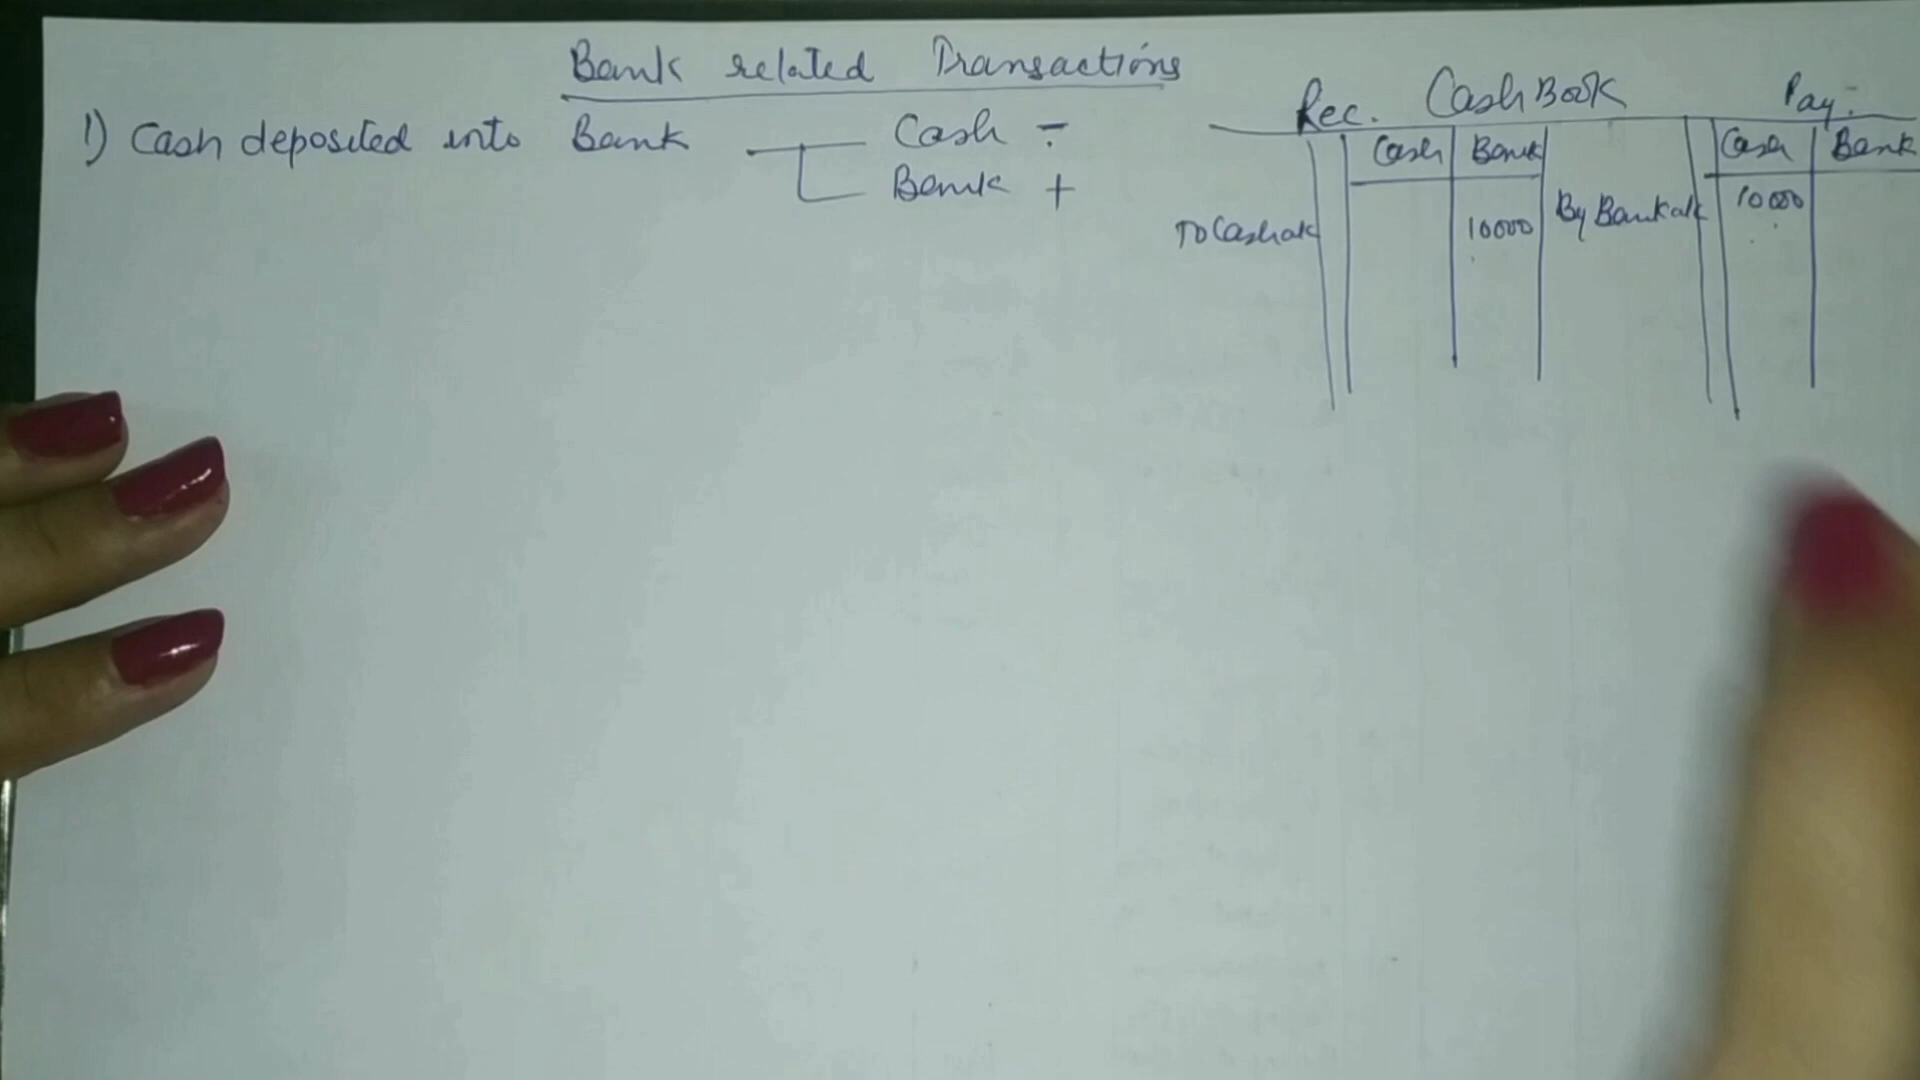 Bank related Transactions
1) Cash deposited into Bank
Cash -
Bank +
Rec. Cash Book Pay.
Cash Bank Cash Bank
By Bank a/c 10000
To Cash a/c 10000